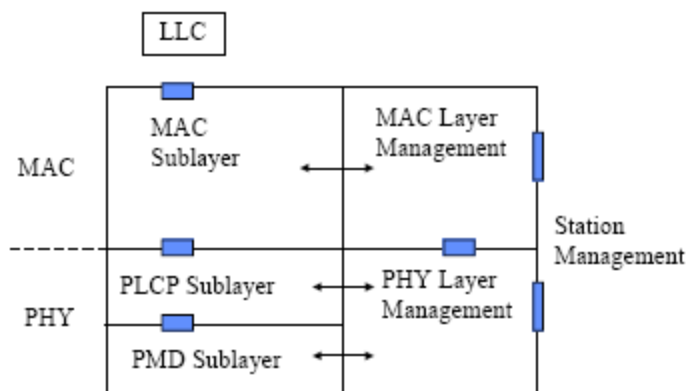 LLC
MAC
Sublayer
MAC Layer
Management
MAC
Station
Management
PLCP Sublayer
PHY Layer
Management
PHY
PMD Sublayer